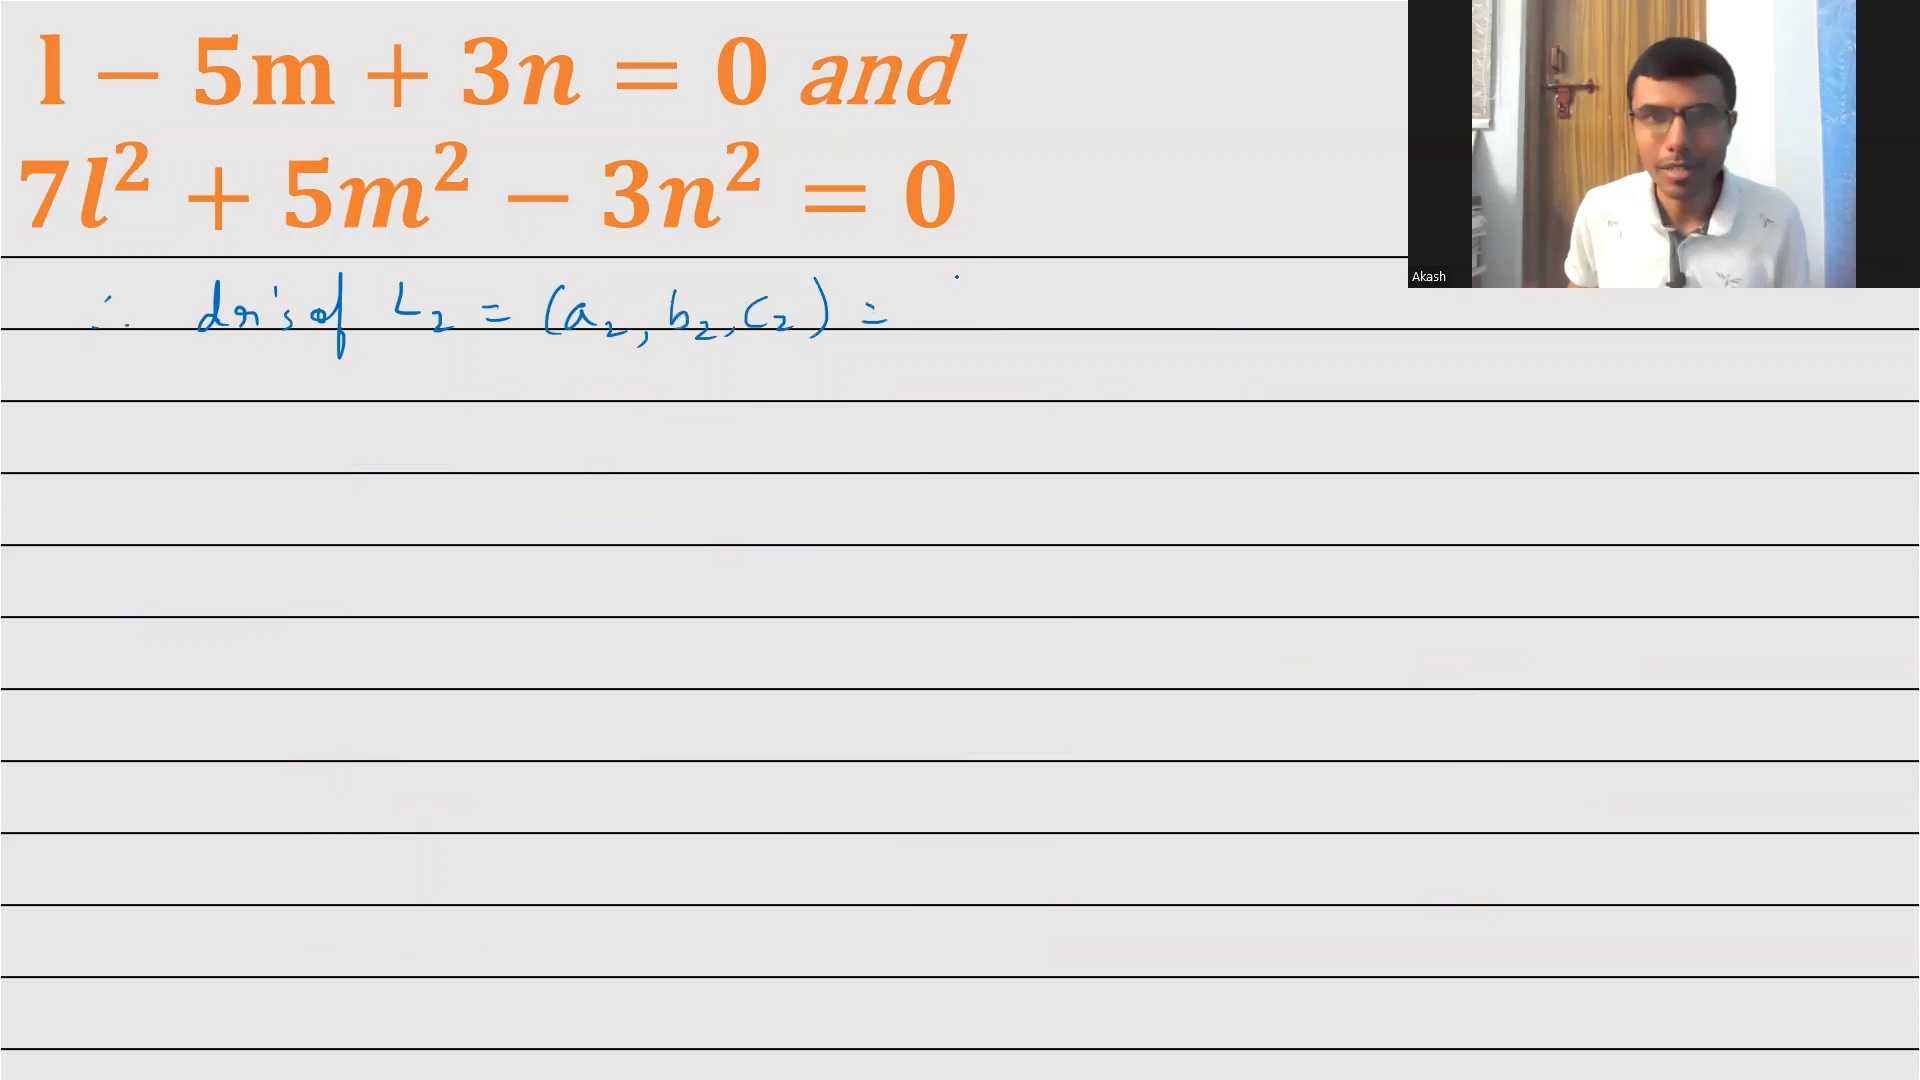 l − 5m + 3n = 0 and
7l² + 5m² − 3n² = 0
∴ dr's of L₂ = (a₂, b₂, c₂) =
Akash